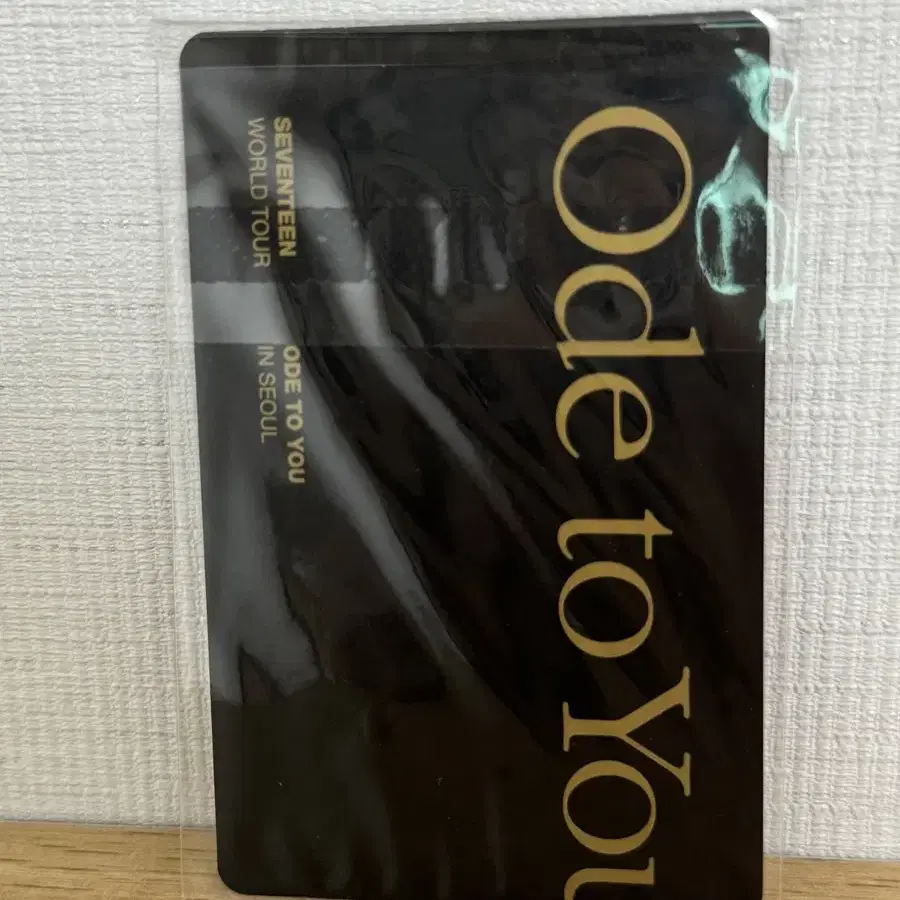 Ode to You
SEVENTEEN
WORLD TOUR
ODE TO YOU
IN SEOUL